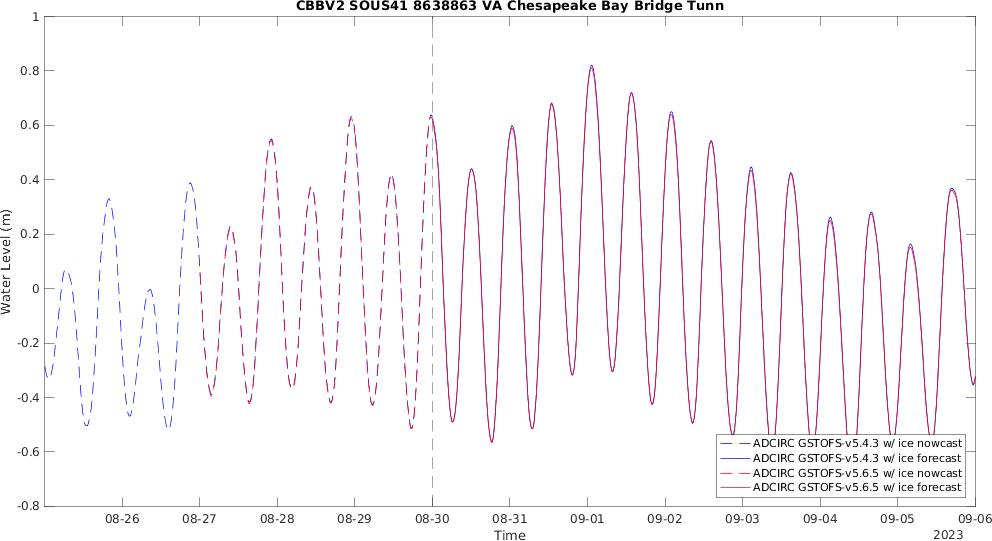 CBBV2 SOUS41 8638863 VA Chesapeake Bay Bridge Tunn
Water Level (m)
1
0.8
0.6
0.4
0.2
0
-0.2
-0.4
-0.6
-0.8
ADCIRC GSTOFS-v5.4.3 w/ ice nowcast
ADCIRC GSTOFS-v5.4.3 w/ ice forecast
ADCIRC GSTOFS-v5.6.5 w/ ice nowcast
ADCIRC GSTOFS-v5.6.5 w/ ice forecast
08-26 08-27 08-28 08-29 08-30 08-31 09-01 09-02 09-03 09-04 09-05 09-06
Time
2023